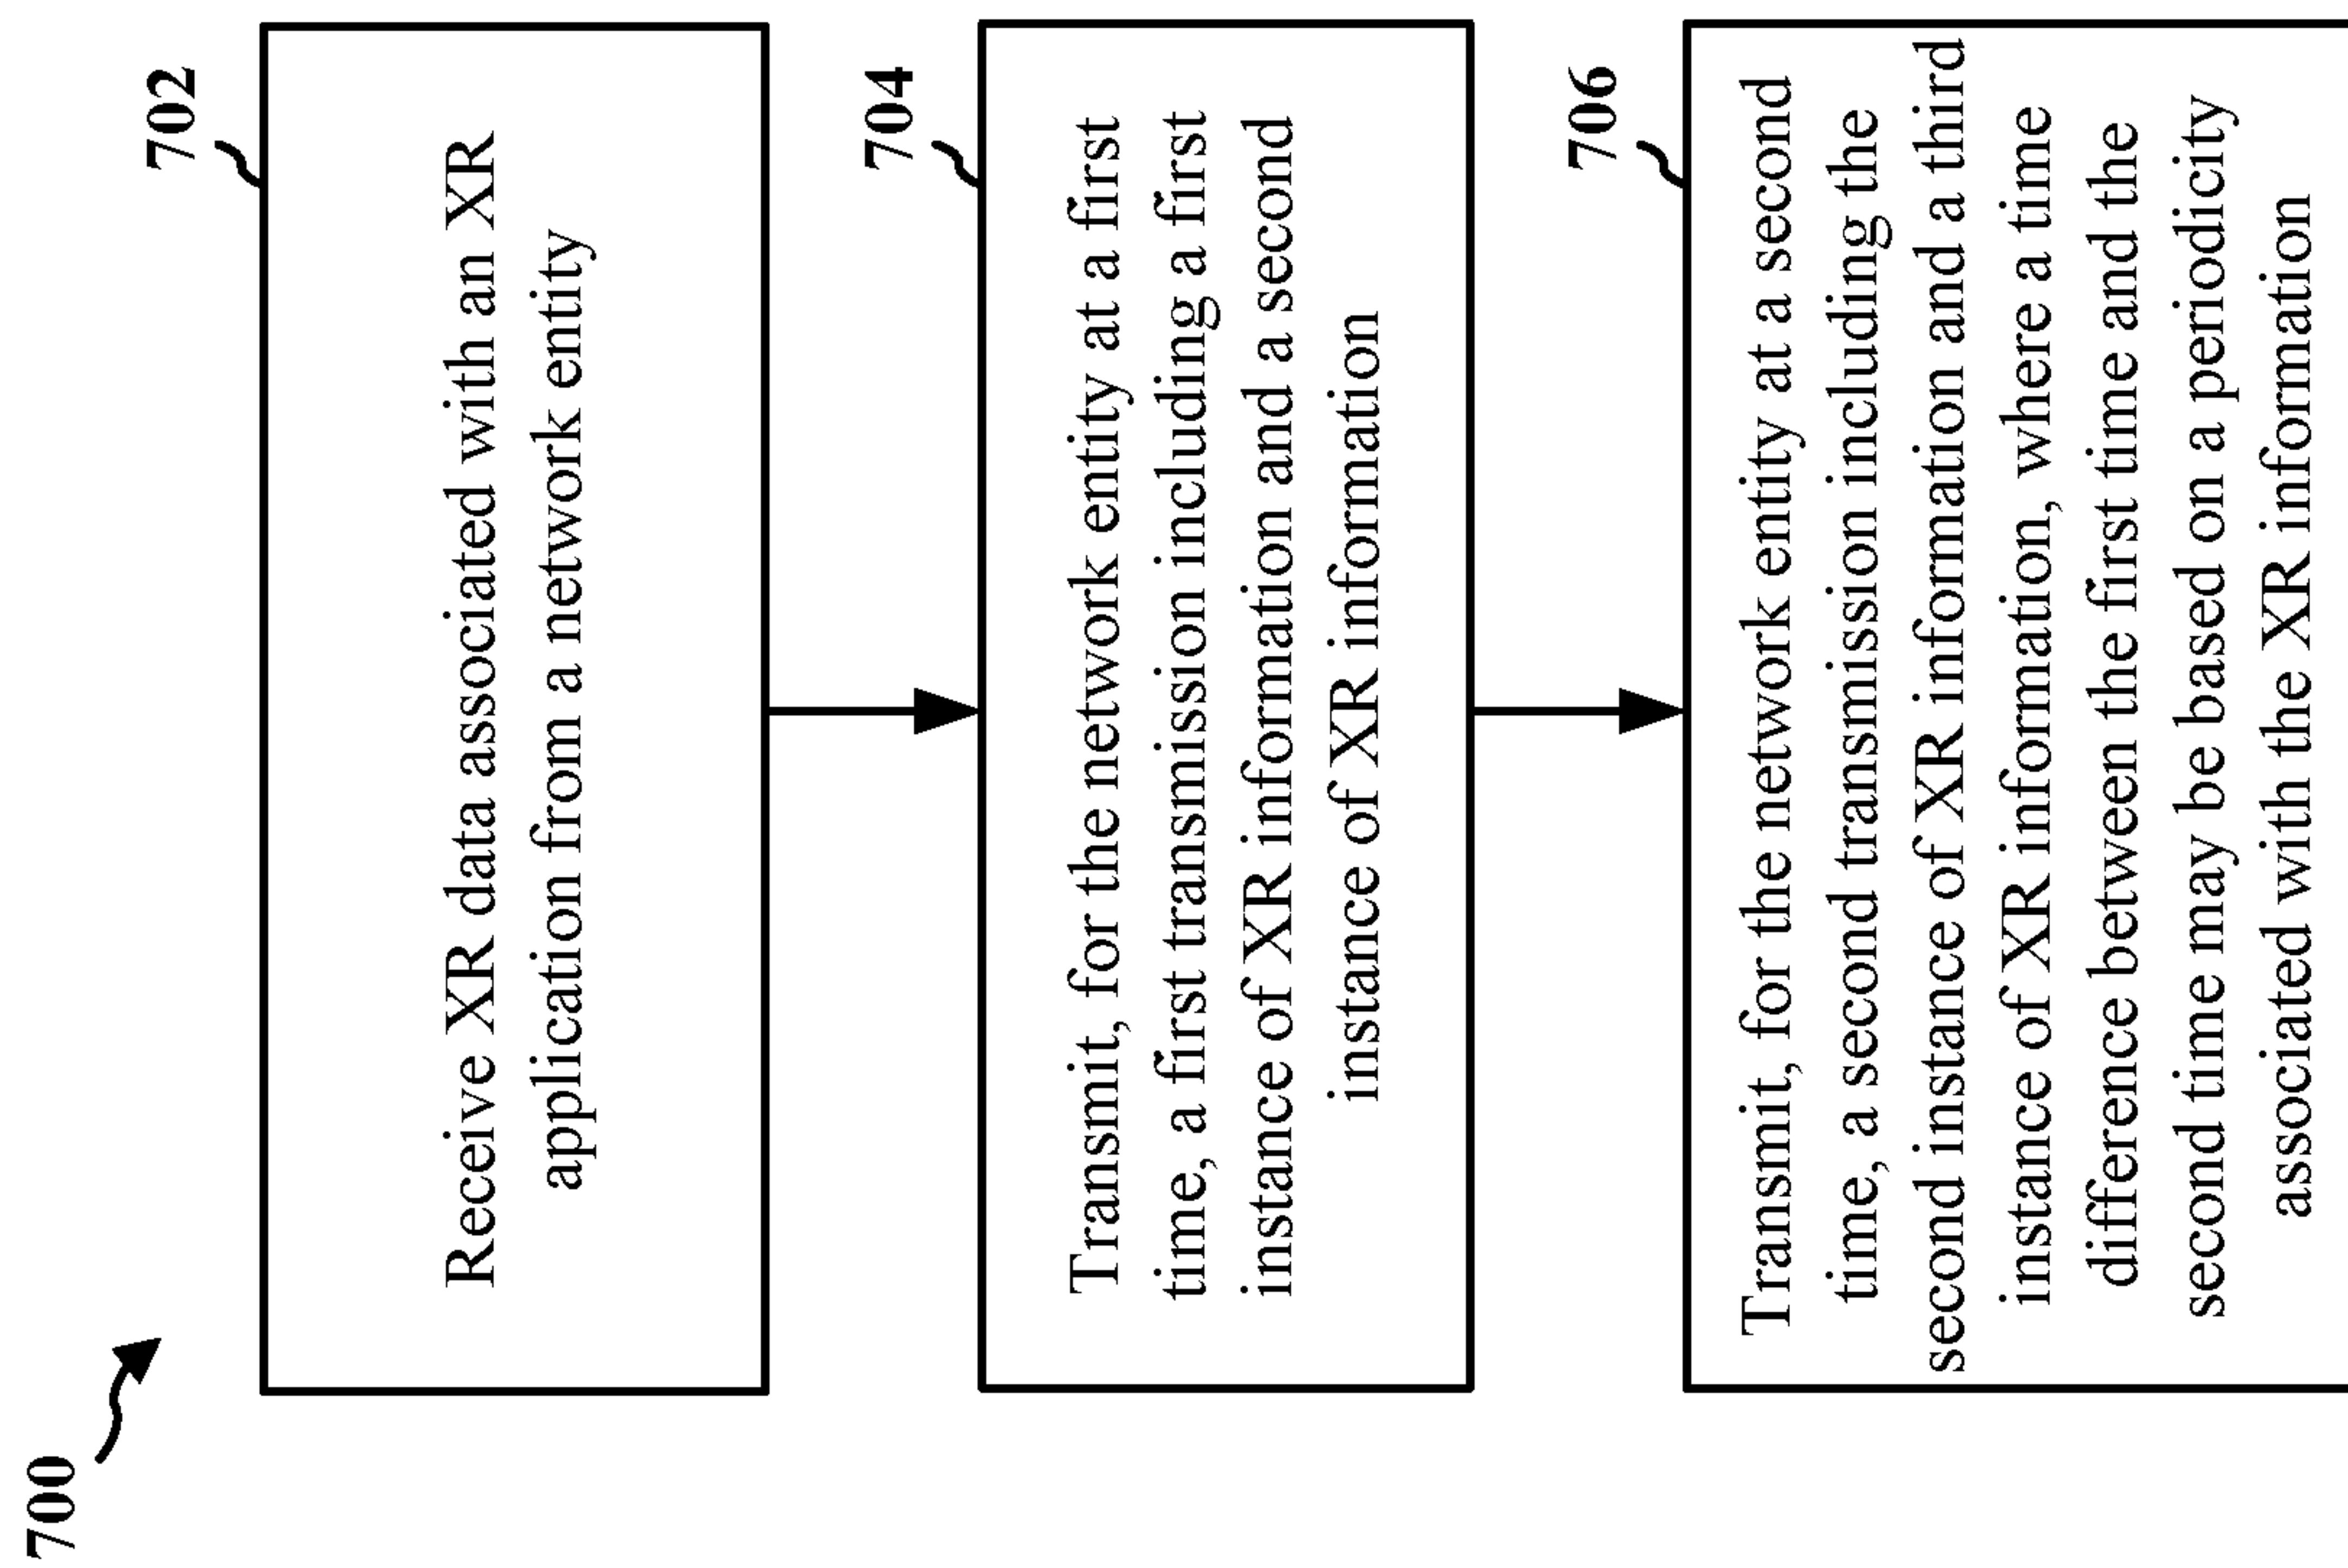 700
702
Receive XR data associated with an XR
application from a network entity
704
Transmit, for the network entity at a first
time, a first transmission including a first
instance of XR information and a second
instance of XR information
706
Transmit, for the network entity at a second
time, a second transmission including the
second instance of XR information and a third
instance of XR information, where a time
difference between the first time and the
second time may be based on a periodicity
associated with the XR information